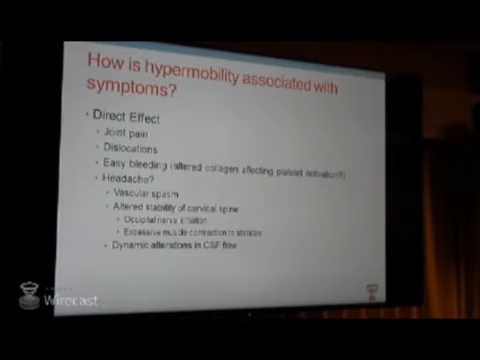 How is hypermobility associated with
symptoms?
Direct Effect
Joint pain
Dislocations
Easy bleeding (altered collagen affecting platelet activation?)
Headache?
Vascular spasm
Altered stability of cervical spine
Occipital nerve irritation
Excessive muscle contraction to stabilize
Dynamic alterations in CSF flow
Wirecast